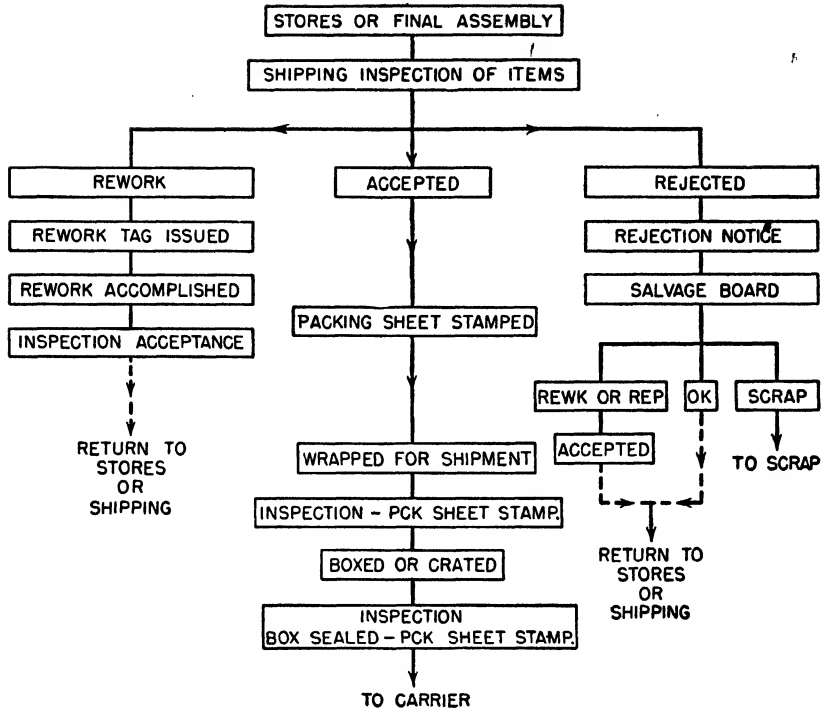 STORES OR FINAL ASSEMBLY
SHIPPING INSPECTION OF ITEMS
REWORK
REWORK TAG ISSUED
REWORK ACCOMPLISHED
INSPECTION ACCEPTANCE
RETURN TO
STORES
OR
SHIPPING
ACCEPTED
PACKING SHEET STAMPED
WRAPPED FOR SHIPMENT
INSPECTION – PCK SHEET STAMP.
BOXED OR CRATED
INSPECTION
BOX SEALED – PCK SHEET STAMP.
TO CARRIER
REJECTED
REJECTION NOTICE
SALVAGE BOARD
REWK OR REP
ACCEPTED
OK
SCRAP
TO SCRAP
RETURN TO
STORES
OR
SHIPPING